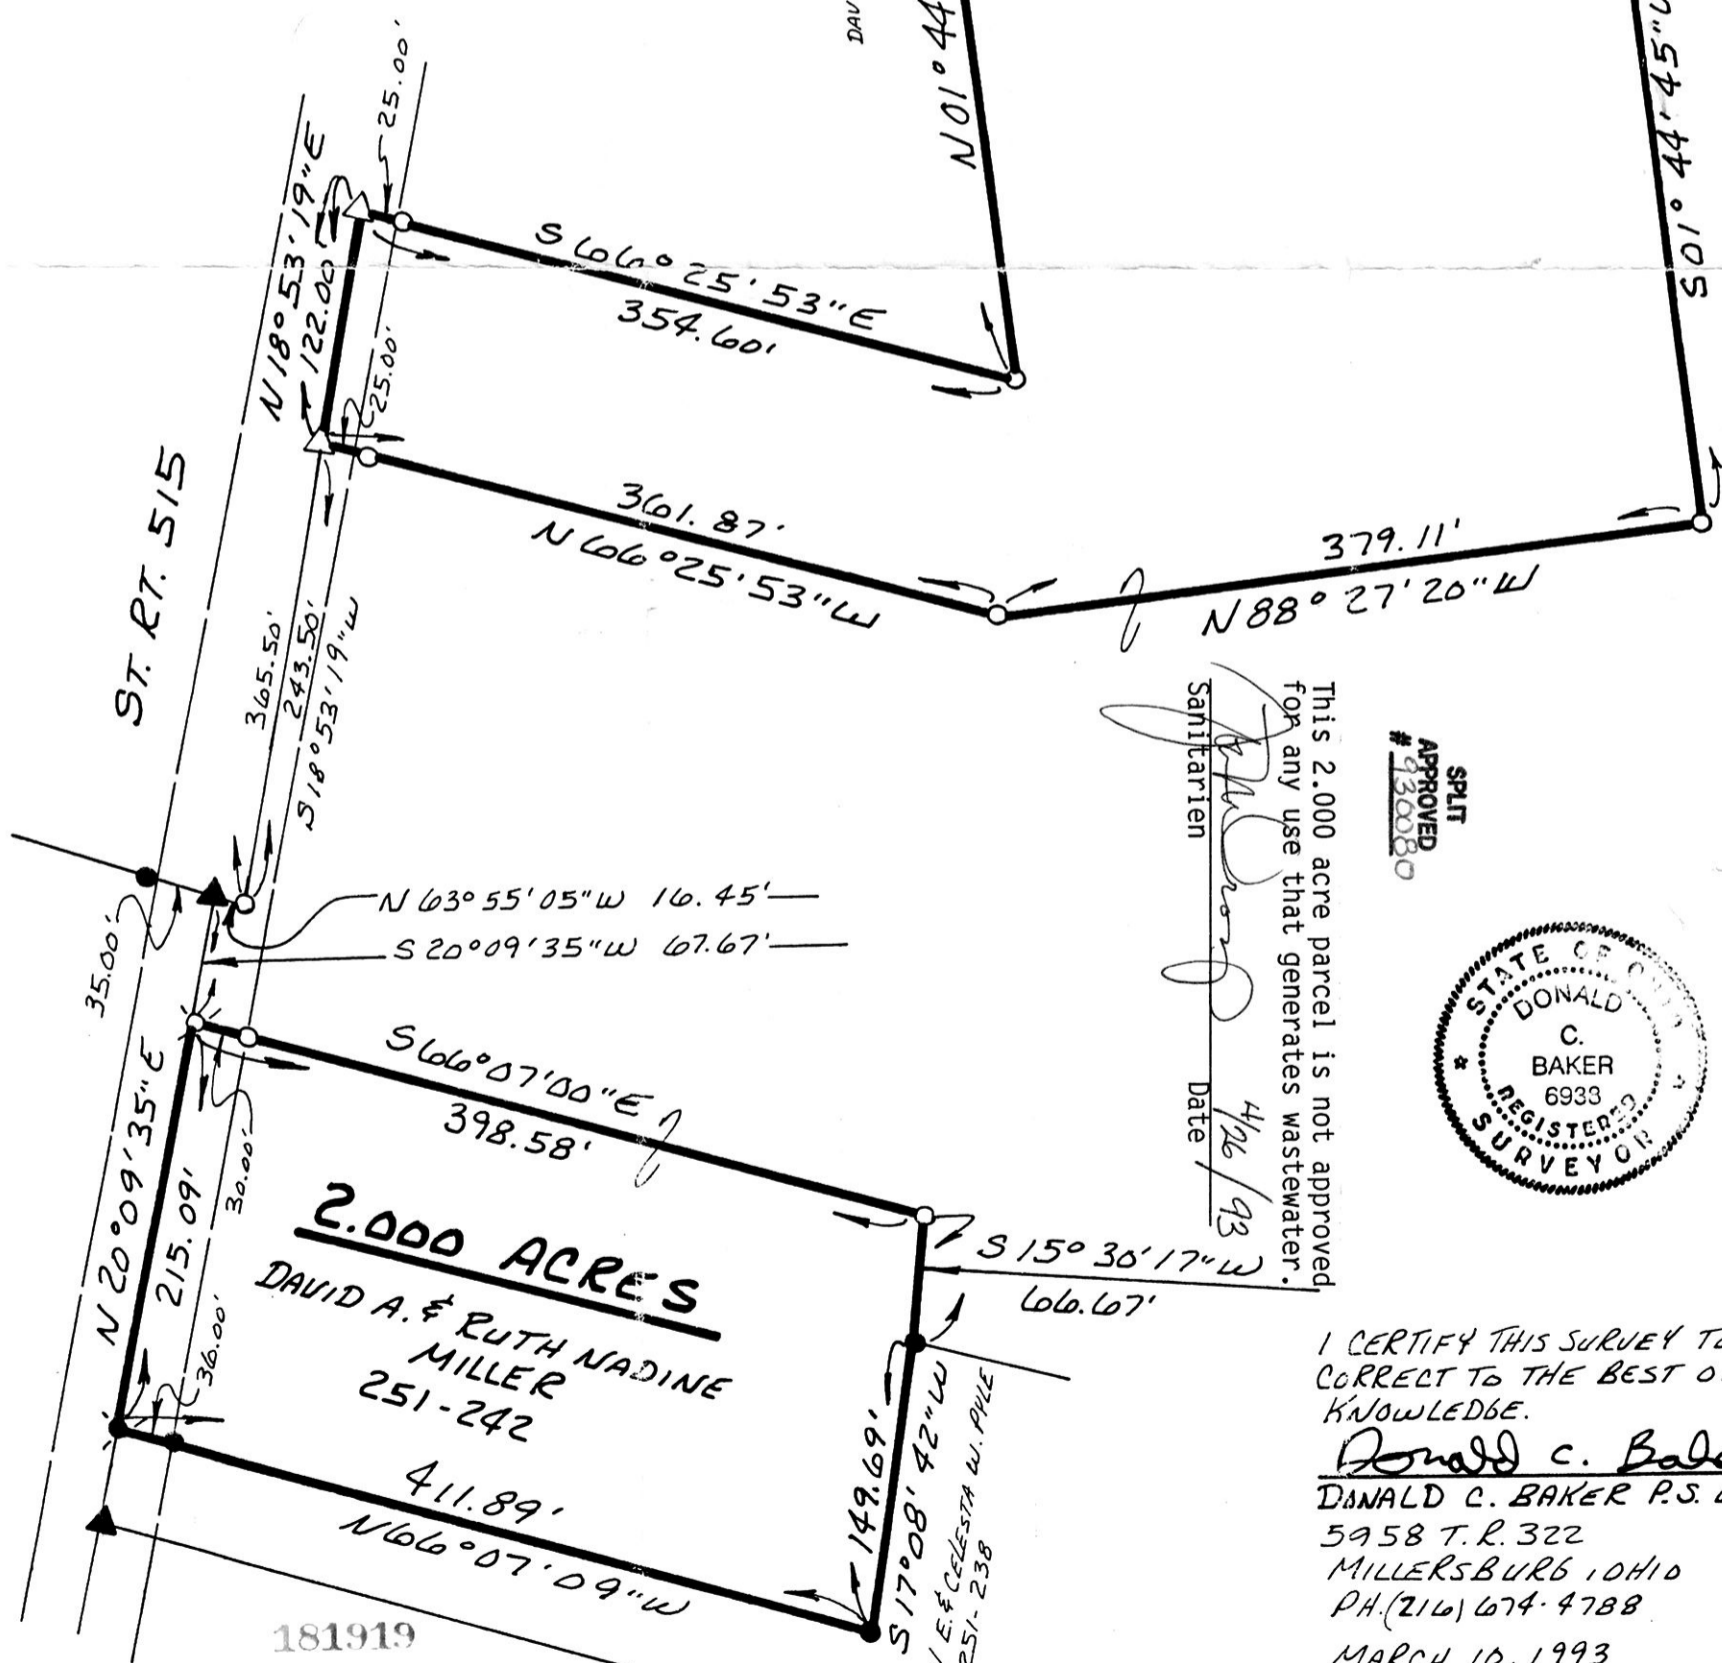 DAV
N01°44
S01°44'45"W
25.00'
N18°53'19"E
122.00'
S66°25'53"E
354.60'
25.00'
ST. RT. 515
361.87'
N66°25'53"W
379.11'
N88°27'20"W
365.50'
243.50'
S18°53'19"W
This 2.000 acre parcel is not approved
for any use that generates wastewater.
Sanitarien
Date 4/26/93
SPLIT
APPROVED
# 930080
N63°55'05"W 16.45'
S20°09'35"W 67.67'
35.00'
STATE OF OHIO
DONALD
C.
BAKER
6933
REGISTERED
SURVEYOR
S66°07'00"E
398.58'
N20°09'35"E
215.09'
30.00'
36.00'
2.000 ACRES
DAVID A. & RUTH NADINE
MILLER
251-242
S15°30'17"W
66.67'
149.69'
S17°08'42"W
E. & CELESTA W. PYLE
251-238
411.89'
N66°07'09"W
181919
I CERTIFY THIS SURVEY TO
CORRECT TO THE BEST O
KNOWLEDGE.
Donald C. Bak
DONALD C. BAKER P.S.
5958 T.R. 322
MILLERSBURG, OHIO
PH.(216) 674-4788
MARCH 10, 1993